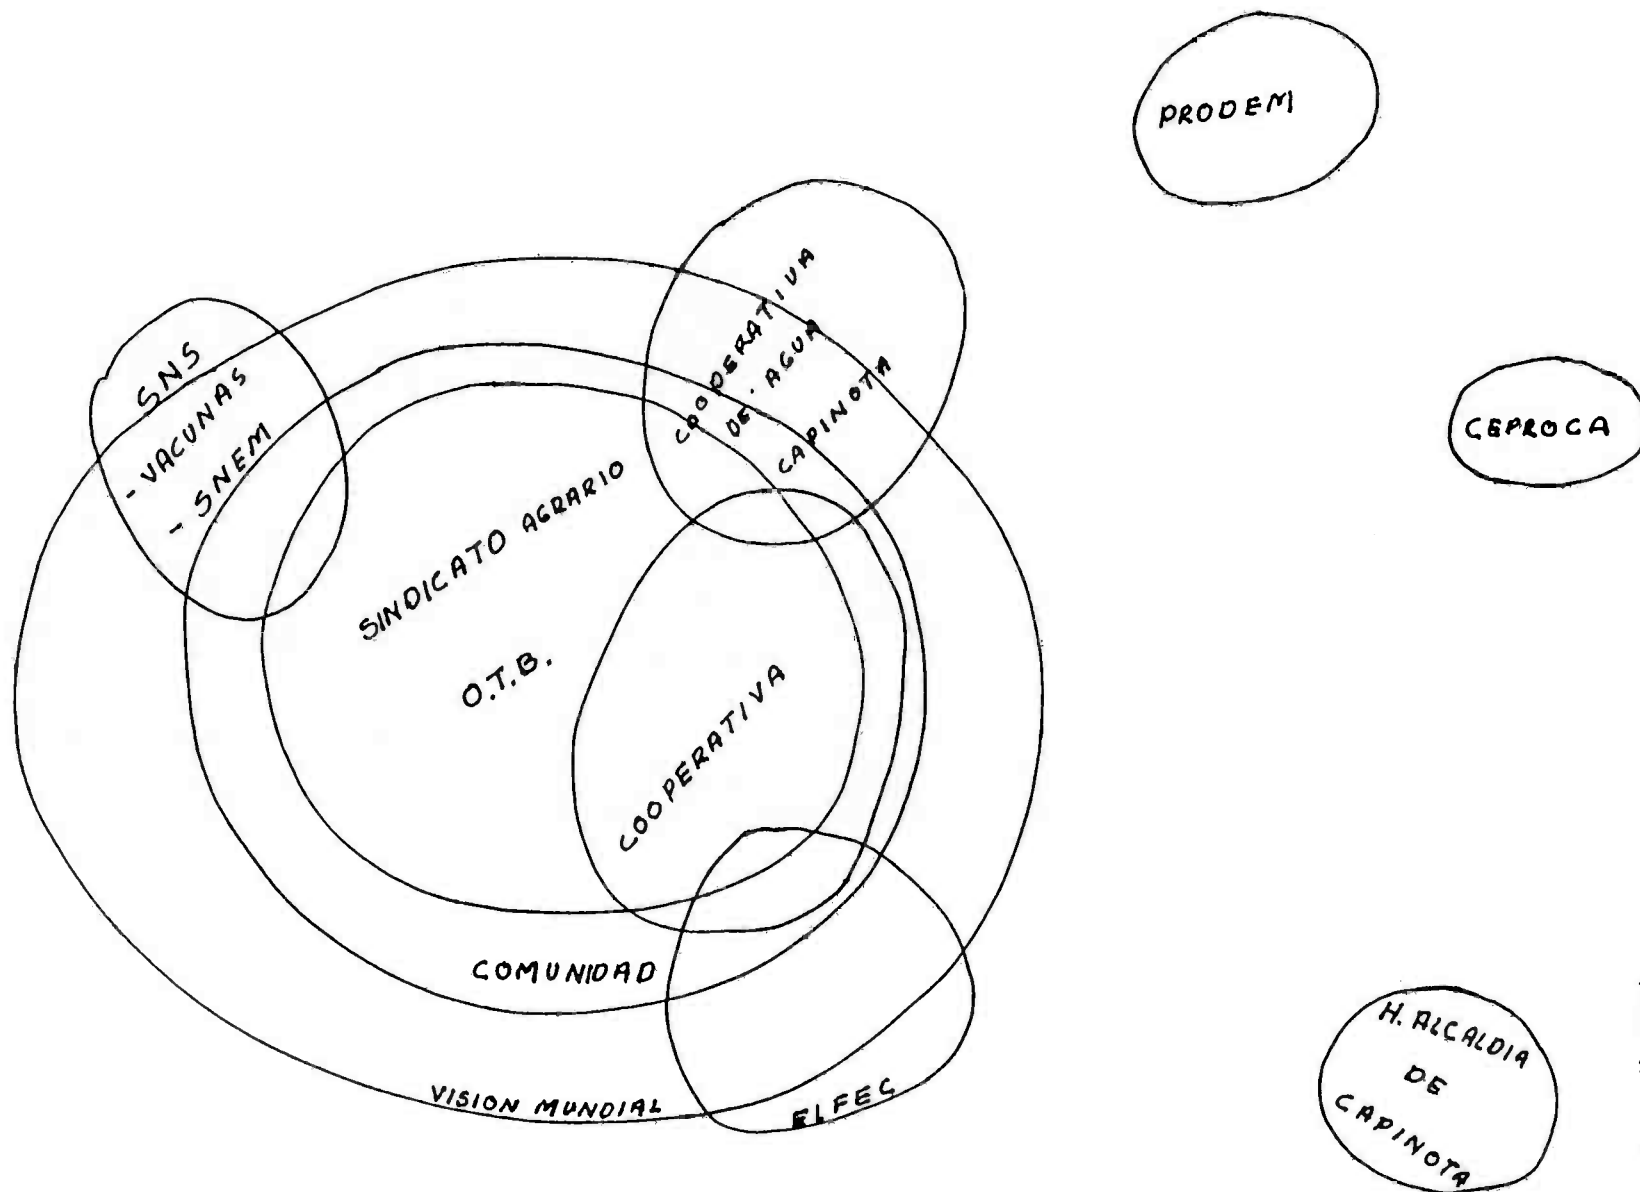 PRODEM
COOPERATIVA
DE AGUA
CAPINOTA
SNS
- VACUNAS
- SNEM
CEPROCA
SINDICATO AGRARIO
O.T.B.
COOPERATIVA
COMUNIDAD
VISION MUNDIAL
ELFEC
H. ALCALDIA
DE
CAPINOTA